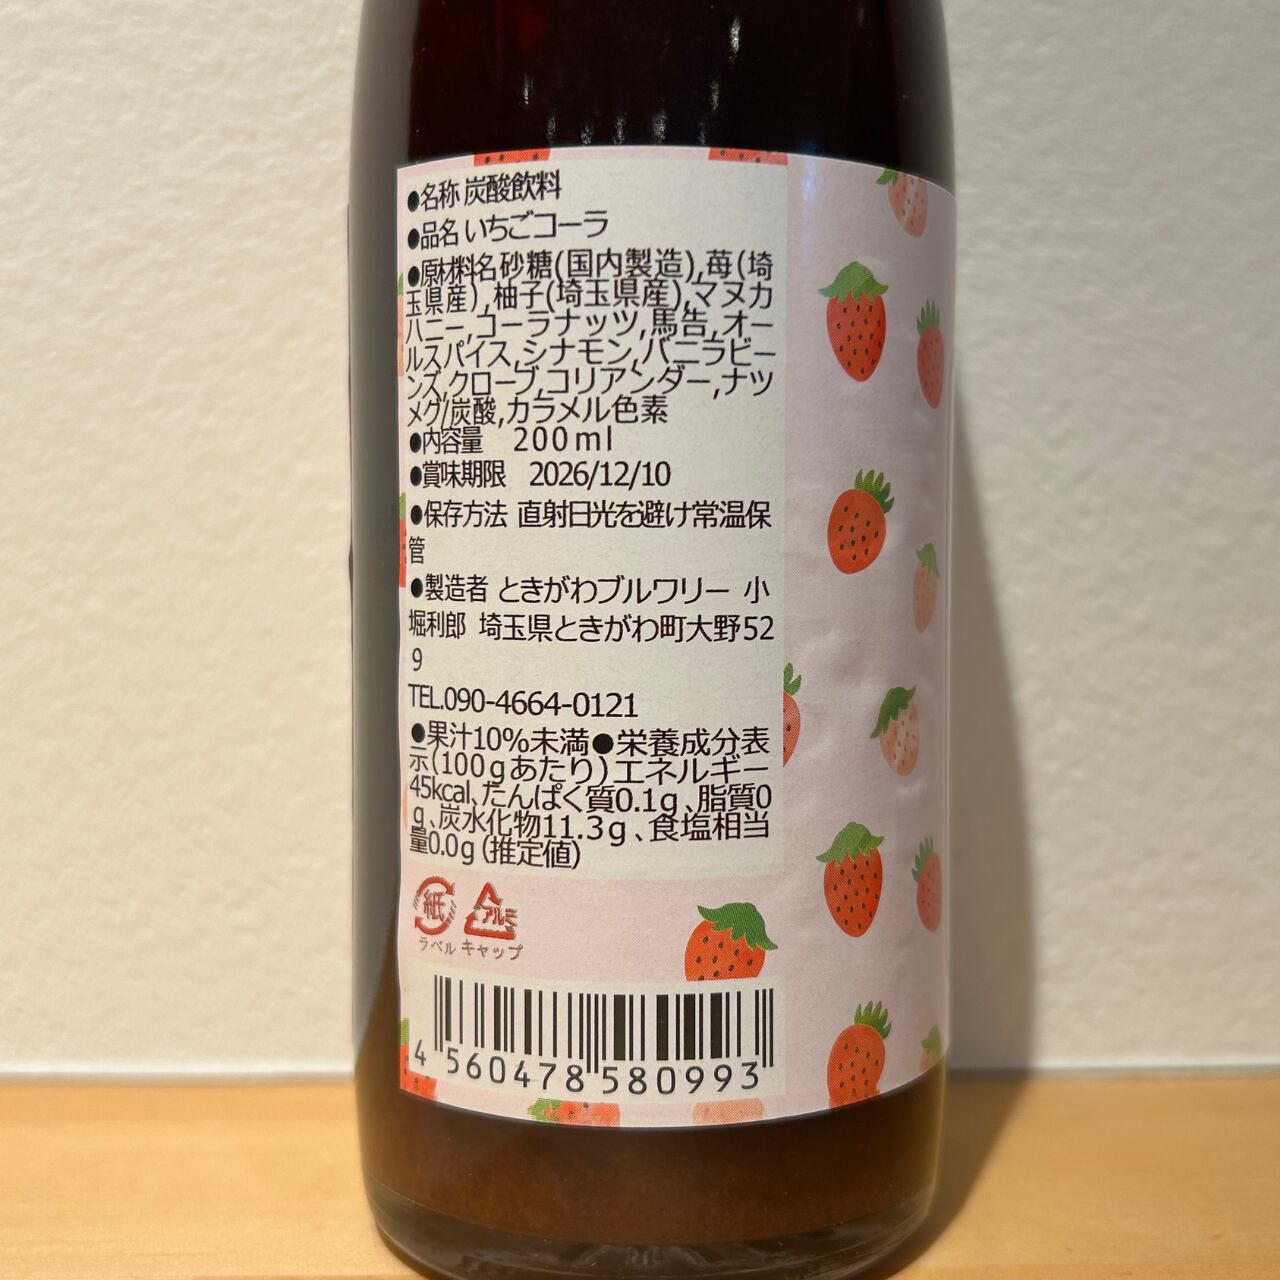 ●名称 炭酸飲料
●品名 いちごコーラ
●原材料名 砂糖(国内製造),苺(埼
玉県産),柚子(埼玉県産),マヌカ
ハニー,コーラナッツ,馬告,オー
ルスパイス,シナモン,バニラビー
ンズ,クローブ,コリアンダー,ナツ
メグ/炭酸,カラメル色素
●内容量 200ml
●賞味期限 2026/12/10
●保存方法 直射日光を避け常温保
管
●製造者 ときがわブルワリー 小
堀利郎 埼玉県ときがわ町大野52
9
TEL.090-4664-0121
●果汁10%未満●栄養成分表
示(100gあたり)エネルギー
45kcal、たんぱく質0.1g、脂質0
g、炭水化物11.3g、食塩相当
量0.0g(推定値)
紙 アルミ
ラベル キャップ
4 560478 580993